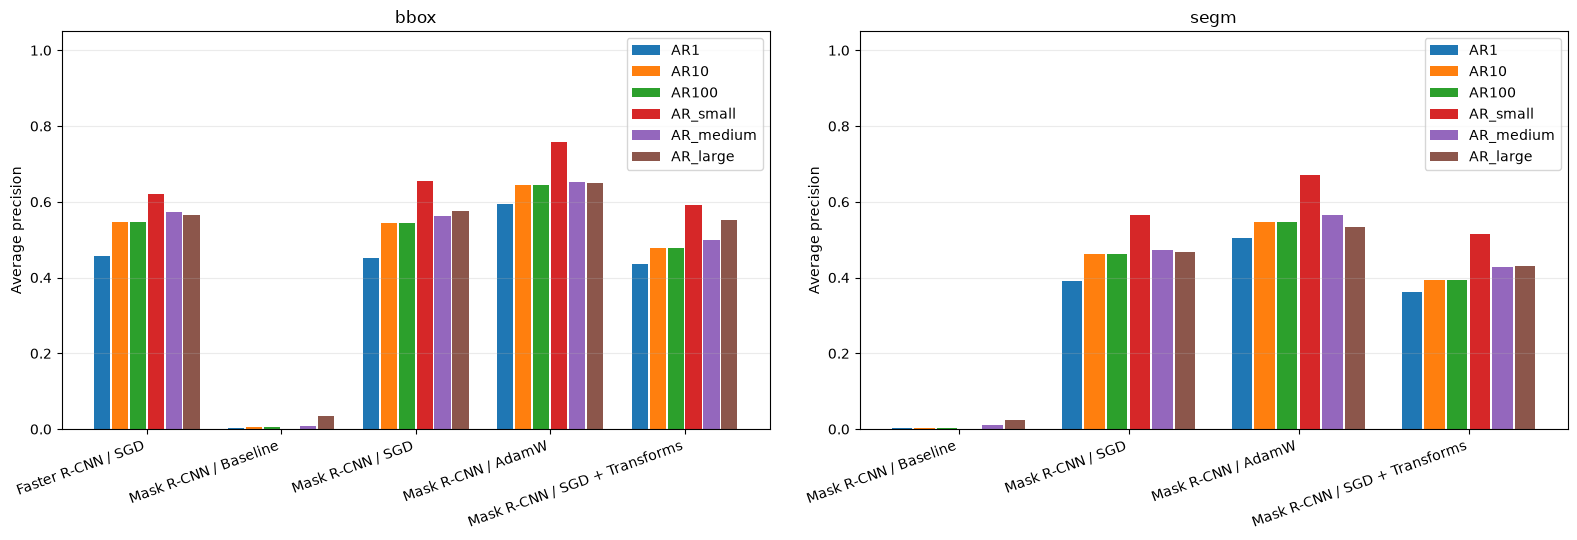 bbox
Average precision
1.0
0.8
0.6
0.4
0.2
0.0
AR1
AR10
AR100
AR_small
AR_medium
AR_large
Faster R-CNN / SGD
Mask R-CNN / Baseline
Mask R-CNN / SGD
Mask R-CNN / AdamW
Mask R-CNN / SGD + Transforms
segm
Average precision
1.0
0.8
0.6
0.4
0.2
0.0
AR1
AR10
AR100
AR_small
AR_medium
AR_large
Mask R-CNN / Baseline
Mask R-CNN / SGD
Mask R-CNN / AdamW
Mask R-CNN / SGD + Transforms